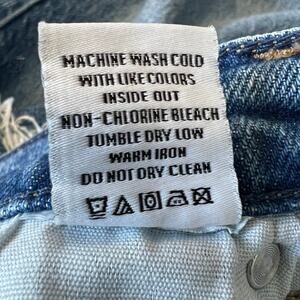 MACHINE WASH COLD
WITH LIKE COLORS
INSIDE OUT
NON-CHLORINE BLEACH
TUMBLE DRY LOW
WARM IRON
DO NOT DRY CLEAN